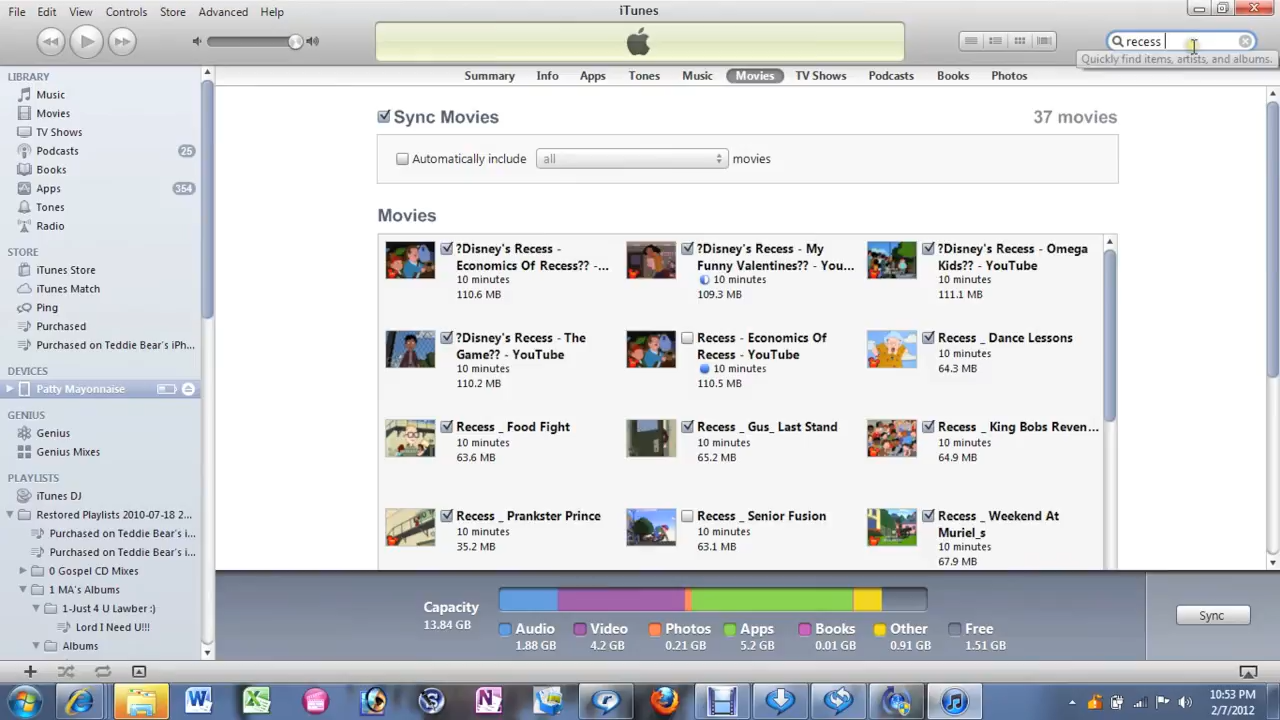 iTunes
File Edit View Controls Store Advanced Help
recess
Quickly find items, artists, and albums.
Summary Info Apps Tones Music Movies TV Shows Podcasts Books Photos
LIBRARY
Music
Movies
TV Shows
Podcasts 25
Books
Apps 354
Tones
Radio
STORE
iTunes Store
iTunes Match
Ping
Purchased
Purchased on Teddie Bear's iPh...
DEVICES
Patty Mayonnaise
GENIUS
Genius
Genius Mixes
PLAYLISTS
iTunes DJ
Restored Playlists 2010-07-18 2...
Purchased on Teddie Bear's i...
Purchased on Teddie Bear's i...
0 Gospel CD Mixes
1 MA's Albums
1-Just 4 U Lawber :)
Lord I Need U!!!
Albums
Sync Movies 37 movies
Automatically include all movies
Movies
?Disney's Recess -
Economics Of Recess?? -...
10 minutes
110.6 MB
?Disney's Recess - My
Funny Valentines?? - You...
10 minutes
109.3 MB
?Disney's Recess - Omega
Kids?? - YouTube
10 minutes
111.1 MB
?Disney's Recess - The
Game?? - YouTube
10 minutes
110.2 MB
Recess - Economics Of
Recess - YouTube
10 minutes
110.5 MB
Recess _ Dance Lessons
10 minutes
64.3 MB
Recess _ Food Fight
10 minutes
63.6 MB
Recess _ Gus_ Last Stand
10 minutes
65.2 MB
Recess _ King Bobs Reven...
10 minutes
64.9 MB
Recess _ Prankster Prince
10 minutes
35.2 MB
Recess _ Senior Fusion
10 minutes
63.1 MB
Recess _ Weekend At
Muriel_s
10 minutes
67.9 MB
Capacity
13.84 GB
Audio
1.88 GB
Video
4.2 GB
Photos
0.21 GB
Apps
5.2 GB
Books
0.01 GB
Other
0.91 GB
Free
1.51 GB
Sync
10:53 PM
2/7/2012